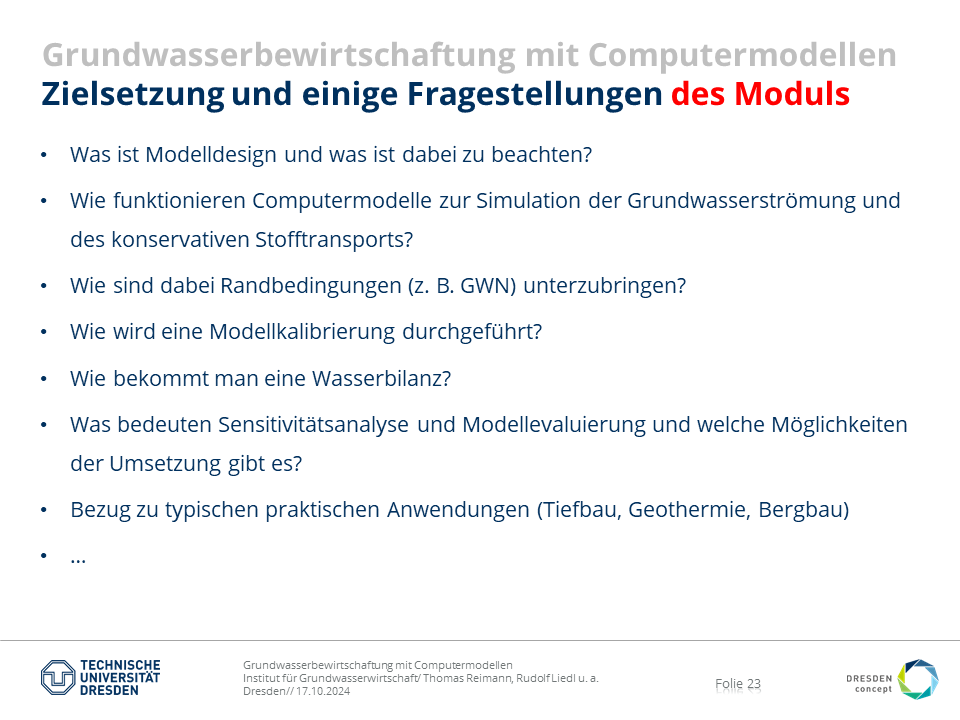 Grundwasserbewirtschaftung mit Computermodellen
Zielsetzung und einige Fragestellungen des Moduls
• Was ist Modelldesign und was ist dabei zu beachten?
• Wie funktionieren Computermodelle zur Simulation der Grundwasserströmung und
des konservativen Stofftransports?
• Wie sind dabei Randbedingungen (z. B. GWN) unterzubringen?
• Wie wird eine Modellkalibrierung durchgeführt?
• Wie bekommt man eine Wasserbilanz?
• Was bedeuten Sensitivitätsanalyse und Modellevaluierung und welche Möglichkeiten
der Umsetzung gibt es?
• Bezug zu typischen praktischen Anwendungen (Tiefbau, Geothermie, Bergbau)
• …
TECHNISCHE
UNIVERSITÄT
DRESDEN
Grundwasserbewirtschaftung mit Computermodellen
Institut für Grundwasserwirtschaft/ Thomas Reimann, Rudolf Liedl u. a.
Dresden// 17.10.2024
Folie 23
DRESDEN
concept